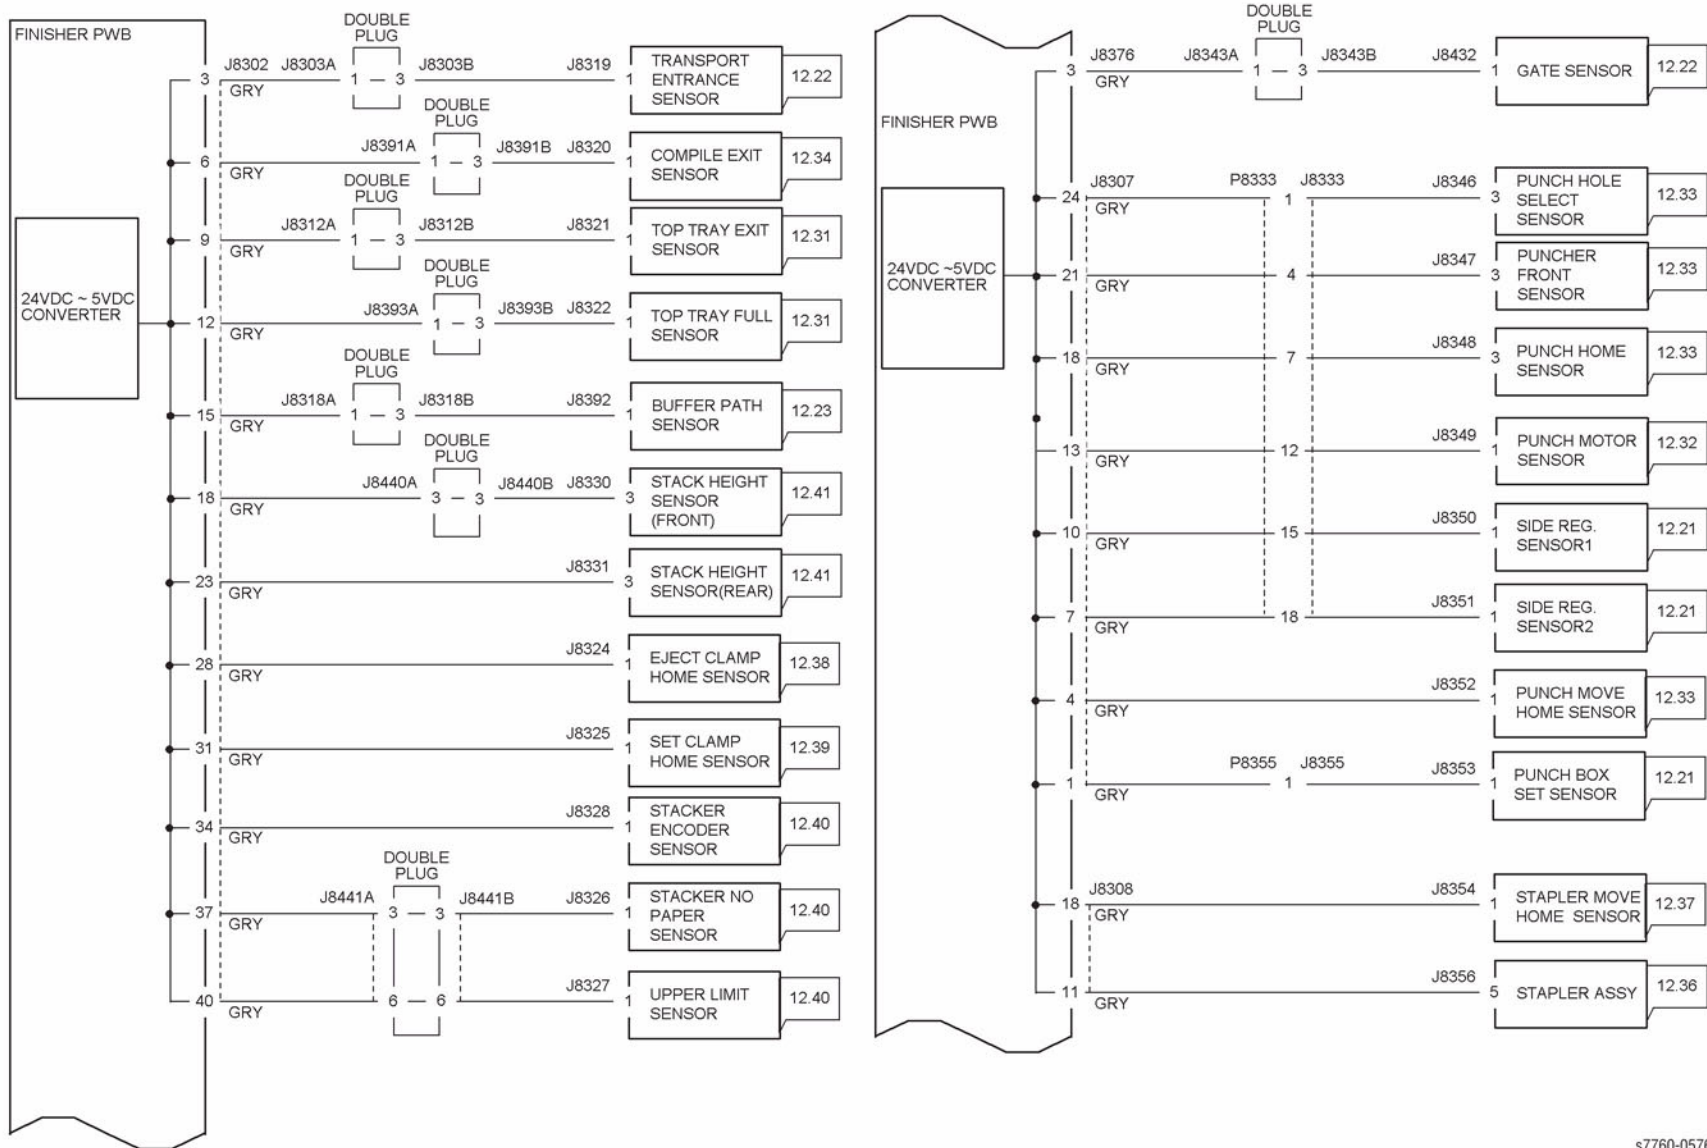 FINISHER PWB
24VDC ~ 5VDC
CONVERTER
DOUBLE
PLUG
3 J8302 J8303A 1 – 3 J8303B J8319 1
GRY
TRANSPORT
ENTRANCE
SENSOR
12.22
DOUBLE
PLUG
6 J8391A 1 – 3 J8391B J8320 1
GRY
COMPILE EXIT
SENSOR
12.34
DOUBLE
PLUG
9 J8312A 1 – 3 J8312B J8321 1
GRY
TOP TRAY EXIT
SENSOR
12.31
DOUBLE
PLUG
12 J8393A 1 – 3 J8393B J8322 1
GRY
TOP TRAY FULL
SENSOR
12.31
DOUBLE
PLUG
15 J8318A 1 – 3 J8318B J8392 1
GRY
BUFFER PATH
SENSOR
12.23
DOUBLE
PLUG
18 J8440A 3 – 3 J8440B J8330 3
GRY
STACK HEIGHT
SENSOR
(FRONT)
12.41
23 J8331 3
GRY
STACK HEIGHT
SENSOR(REAR)
12.41
28 J8324 1
GRY
EJECT CLAMP
HOME SENSOR
12.38
31 J8325 1
GRY
SET CLAMP
HOME SENSOR
12.39
34 J8328 1
GRY
STACKER
ENCODER
SENSOR
12.40
DOUBLE
PLUG
37 J8441A 3 – 3 J8441B J8326 1
GRY
STACKER NO
PAPER
SENSOR
12.40
40 6 – 6 J8327 1
GRY
UPPER LIMIT
SENSOR
12.40
FINISHER PWB
24VDC ~5VDC
CONVERTER
DOUBLE
PLUG
3 J8376 J8343A 1 – 3 J8343B J8432 1
GRY
GATE SENSOR
12.22
24 J8307 P8333 1 J8333 J8346 3
GRY
PUNCH HOLE
SELECT
SENSOR
12.33
21 4 J8347 3
GRY
PUNCHER
FRONT
SENSOR
12.33
18 7 J8348 3
GRY
PUNCH HOME
SENSOR
12.33
13 12 J8349 1
GRY
PUNCH MOTOR
SENSOR
12.32
10 15 J8350 1
GRY
SIDE REG.
SENSOR1
12.21
7 18 J8351 1
GRY
SIDE REG.
SENSOR2
12.21
4 J8352 1
GRY
PUNCH MOVE
HOME SENSOR
12.33
1 P8355 1 J8355 J8353 1
GRY
PUNCH BOX
SET SENSOR
12.21
18 J8308 J8354 1
GRY
STAPLER MOVE
HOME SENSOR
12.37
11 J8356 5
GRY
STAPLER ASSY
12.36